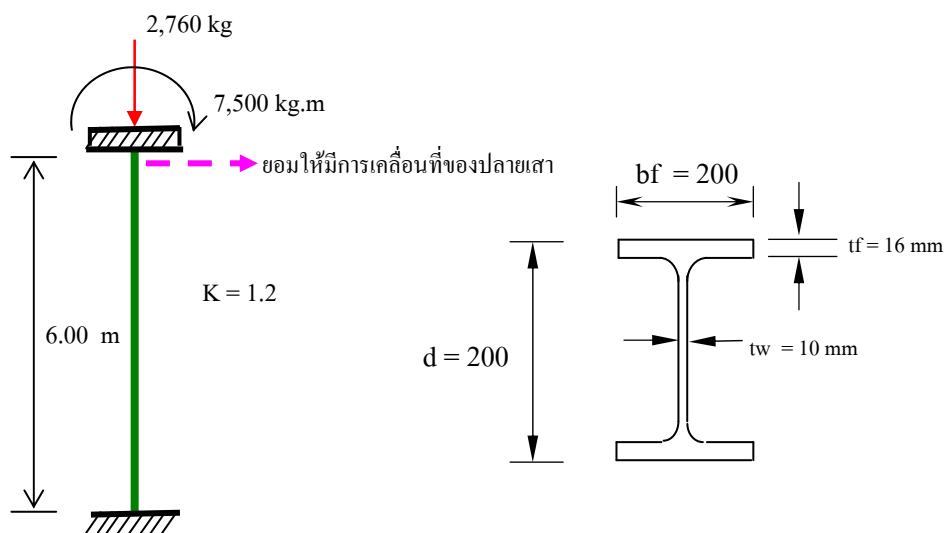 2,760 kg
7,500 kg.m
ยอมให้มีการเคลื่อนที่ของปลายเสา
K = 1.2
6.00 m
bf = 200
tf = 16 mm
d = 200
tw = 10 mm